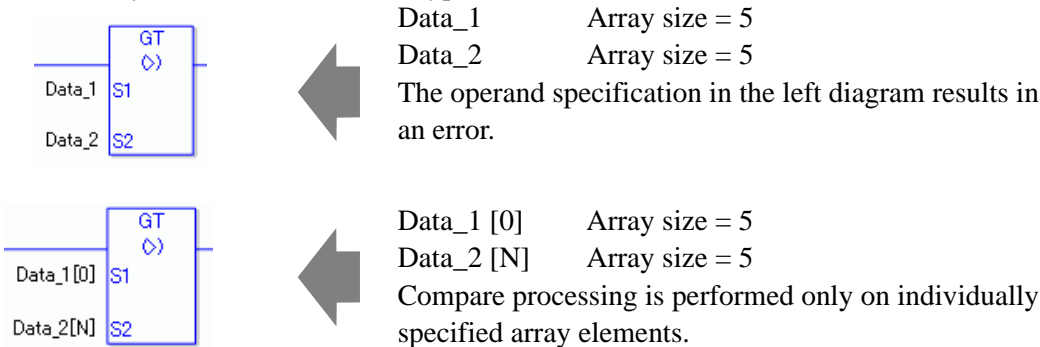 Data_1 Array size = 5
GT
(>)
Data_2 Array size = 5
Data_1 S1
The operand specification in the left diagram results in
an error.
Data_2 S2
GT
(>)
Data_1 [0] Array size = 5
Data_2 [N] Array size = 5
Data_1[0] S1
Compare processing is performed only on individually
Data_2[N] S2
specified array elements.